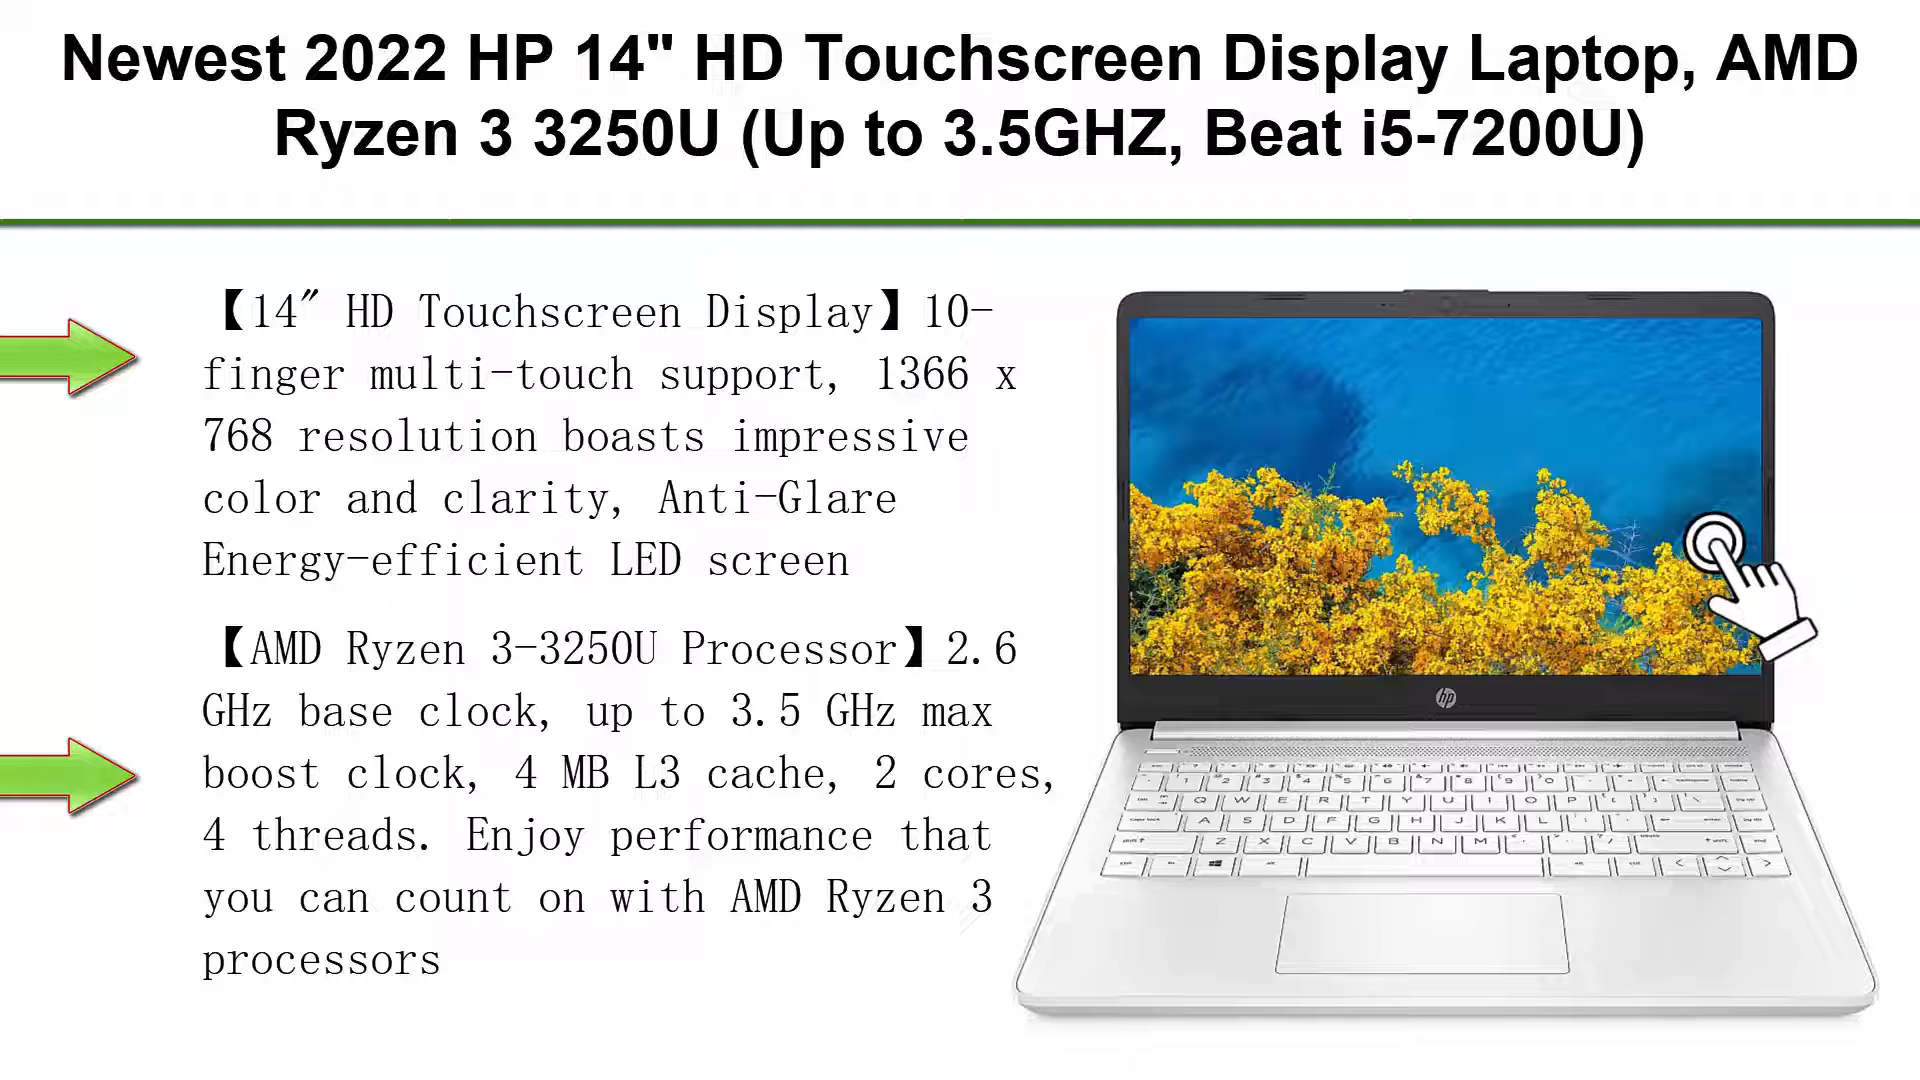 Newest 2022 HP 14" HD Touchscreen Display Laptop, AMD
Ryzen 3 3250U (Up to 3.5GHZ, Beat i5-7200U)
【14″ HD Touchscreen Display】10-
finger multi-touch support, 1366 x
768 resolution boasts impressive
color and clarity, Anti-Glare
Energy-efficient LED screen
【AMD Ryzen 3-3250U Processor】2.6
GHz base clock, up to 3.5 GHz max
boost clock, 4 MB L3 cache, 2 cores,
4 threads. Enjoy performance that
you can count on with AMD Ryzen 3
processors
hp
Q W E R T Y U I O P
A S D F G H J K L
Z X C V B N M